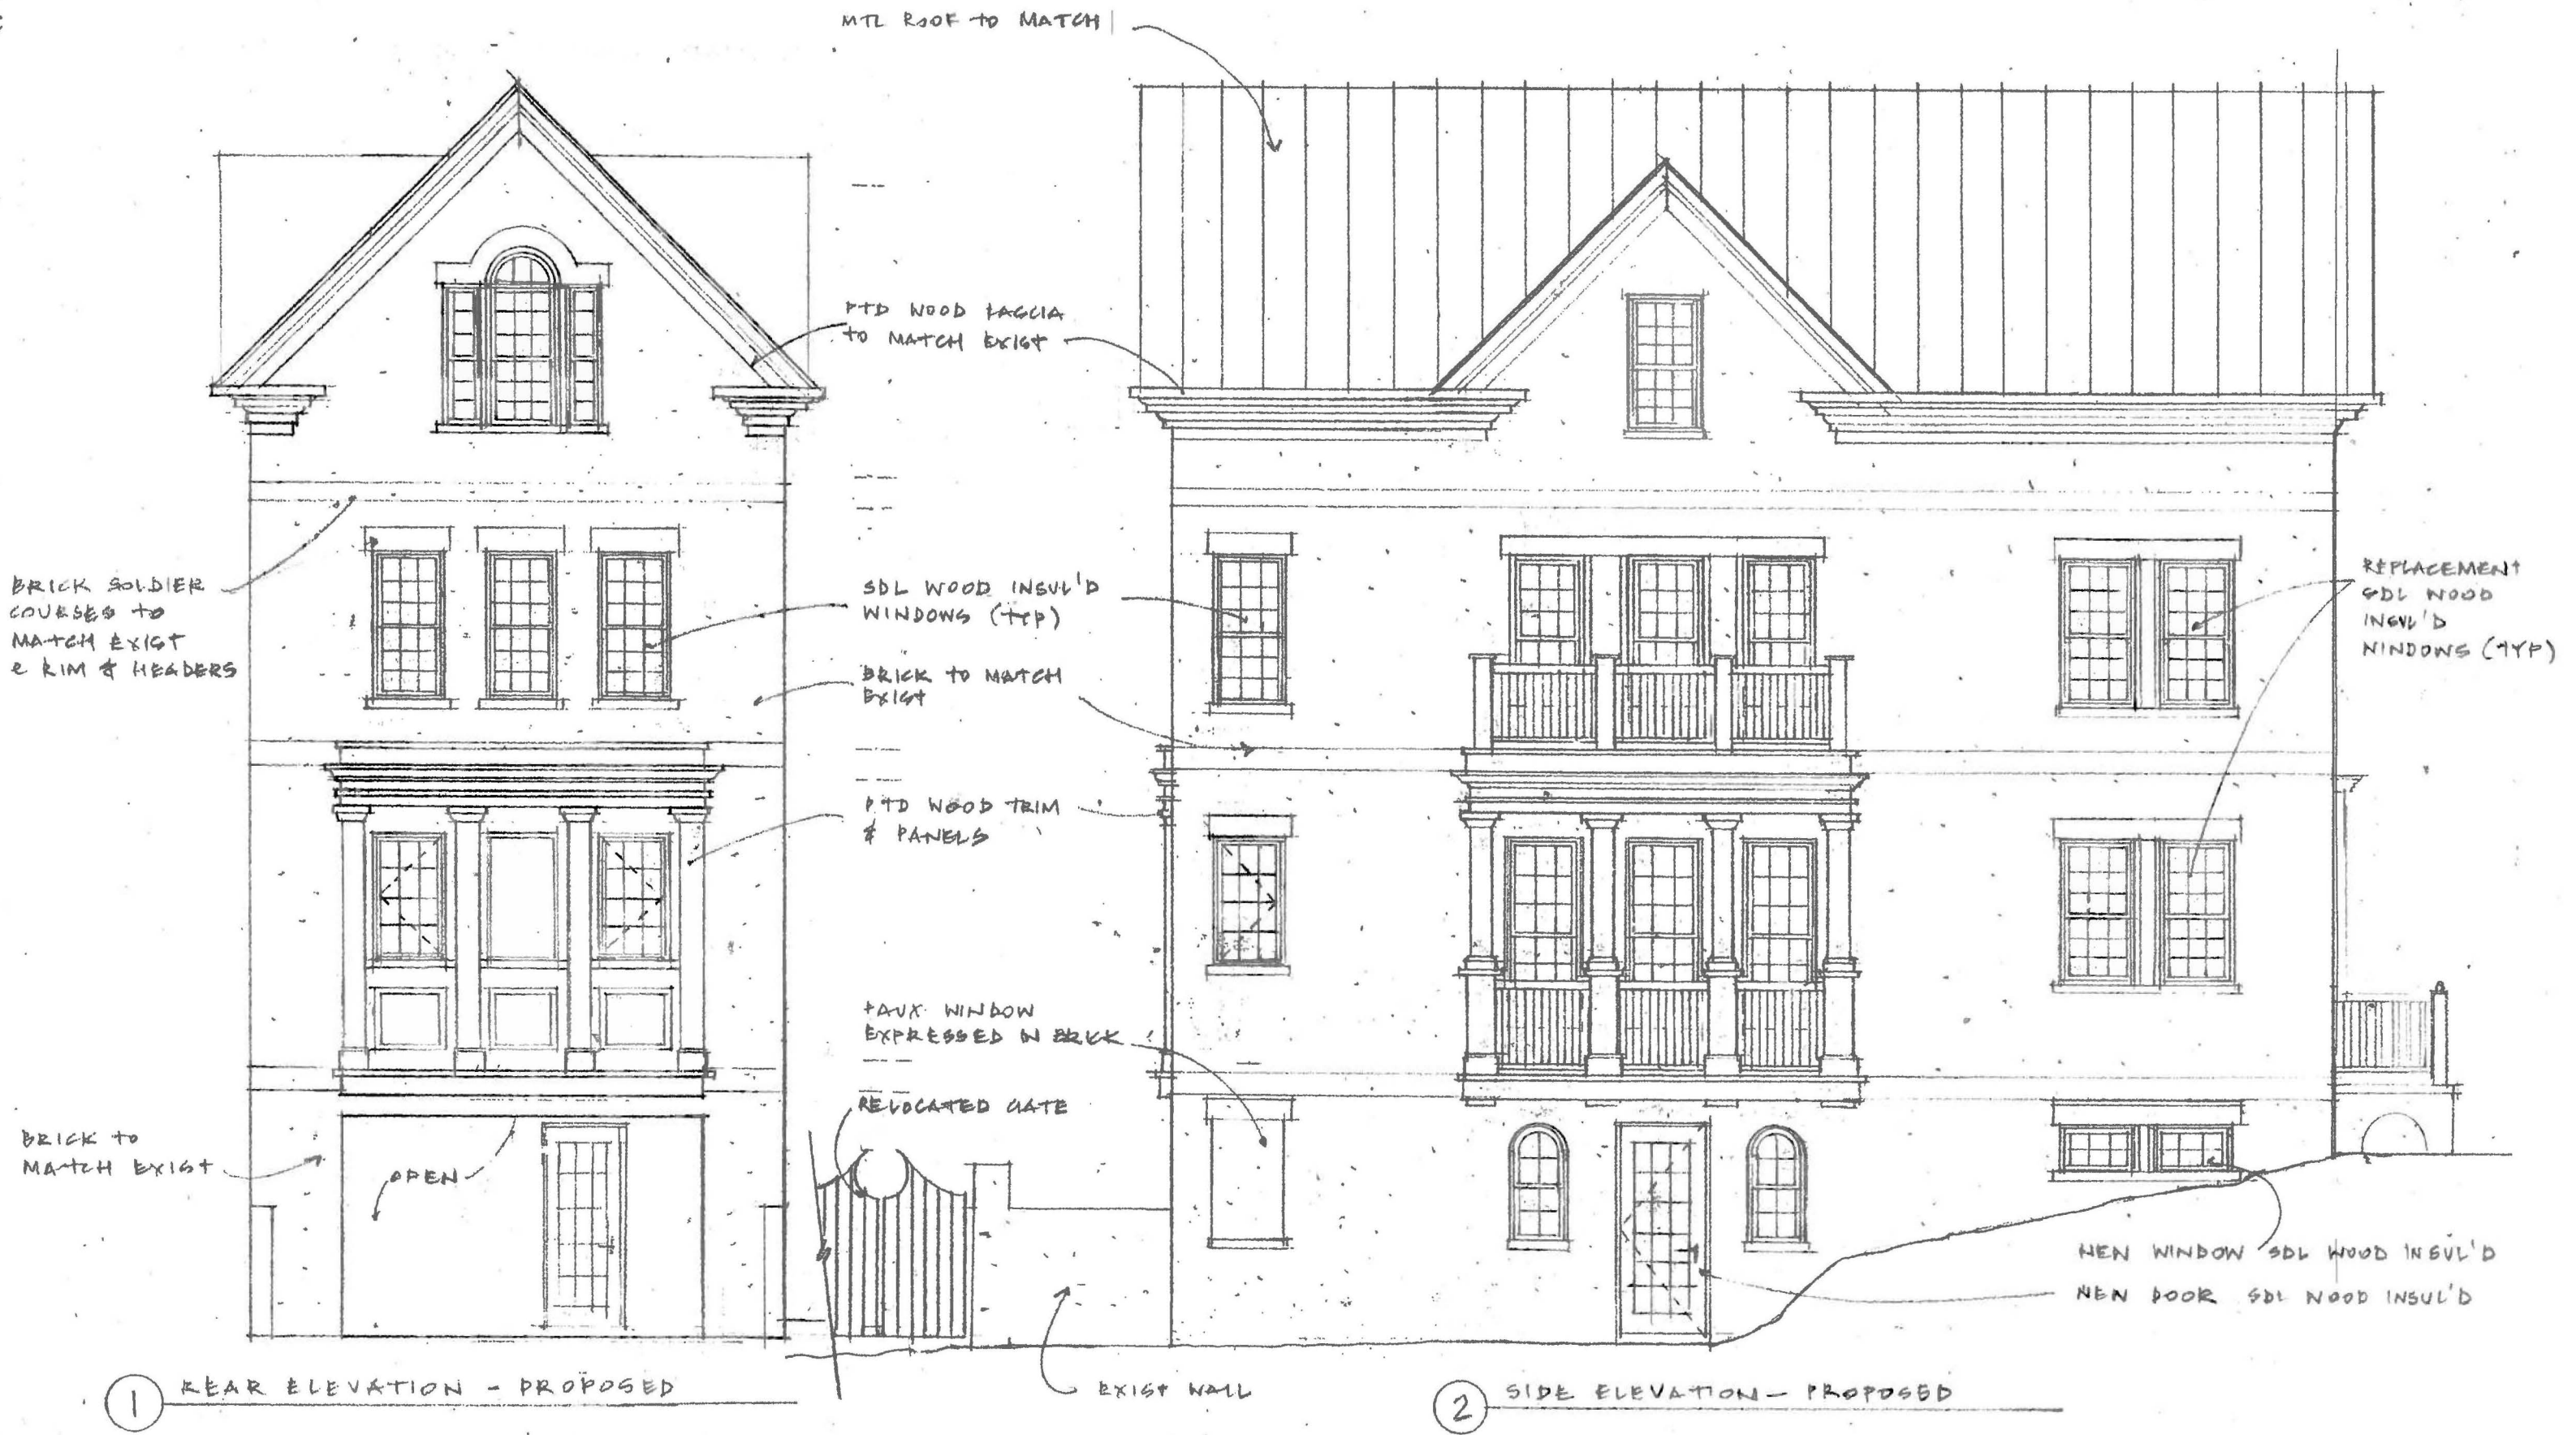 MTL ROOF TO MATCH
PTD WOOD FASCIA
TO MATCH EXIST
BRICK SOLDIER
COURSES TO
MATCH EXIST
@ RIM & HEADERS
SDL WOOD INSUL'D
WINDOWS (TYP)
BRICK TO MATCH
EXIST
REPLACEMENT
SDL WOOD
INSUL'D
WINDOWS (TYP)
PTD WOOD TRIM
& PANELS
FAUX WINDOW
EXPRESSED IN BRICK
RELOCATED GATE
BRICK TO
MATCH EXIST
OPEN
NEW WINDOW SDL WOOD INSUL'D
NEW DOOR SDL WOOD INSUL'D
EXIST WALL
1 REAR ELEVATION - PROPOSED
2 SIDE ELEVATION - PROPOSED